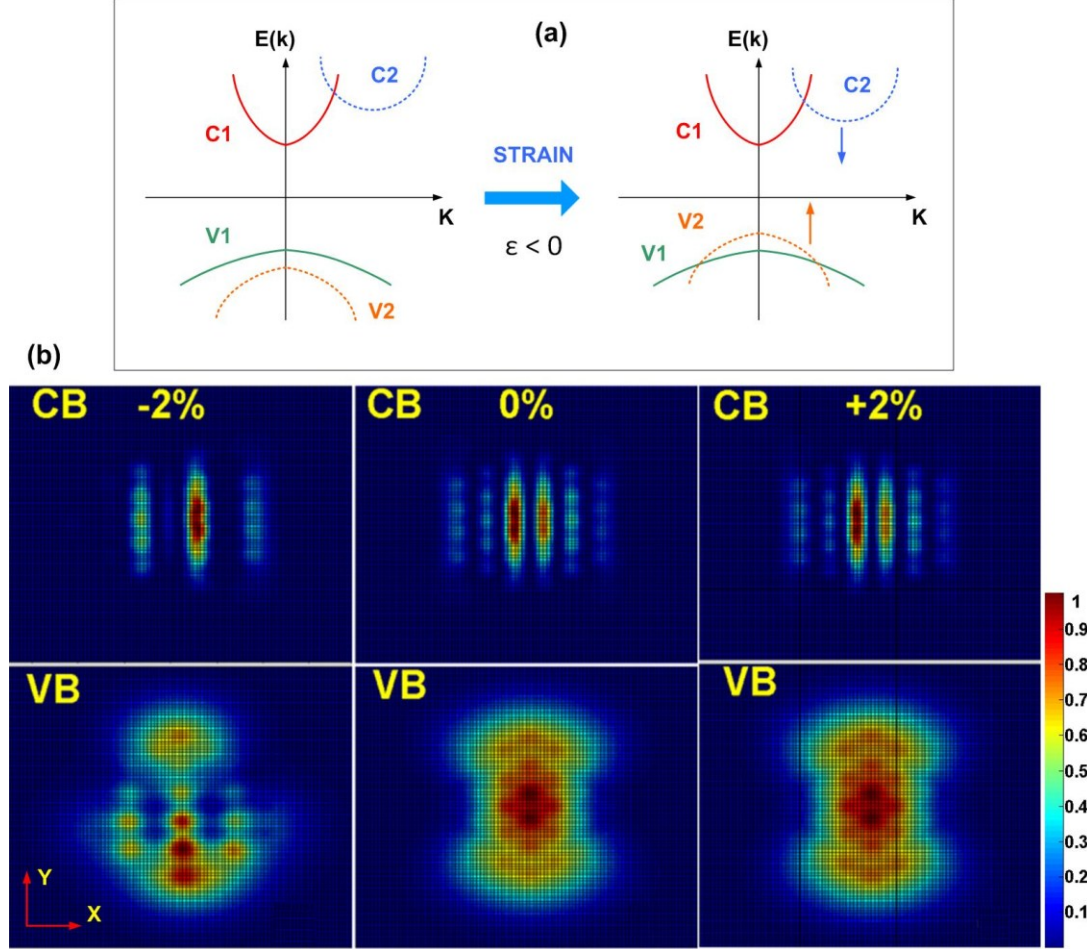 (a)
E(k)
C2
C1
K
V1
V2
STRAIN
ε < 0
E(k)
C2
C1
K
V2
V1
(b)
CB -2%
CB 0%
CB +2%
VB
VB
VB
Y
X
1
0.9
0.8
0.7
0.6
0.5
0.4
0.3
0.2
0.1